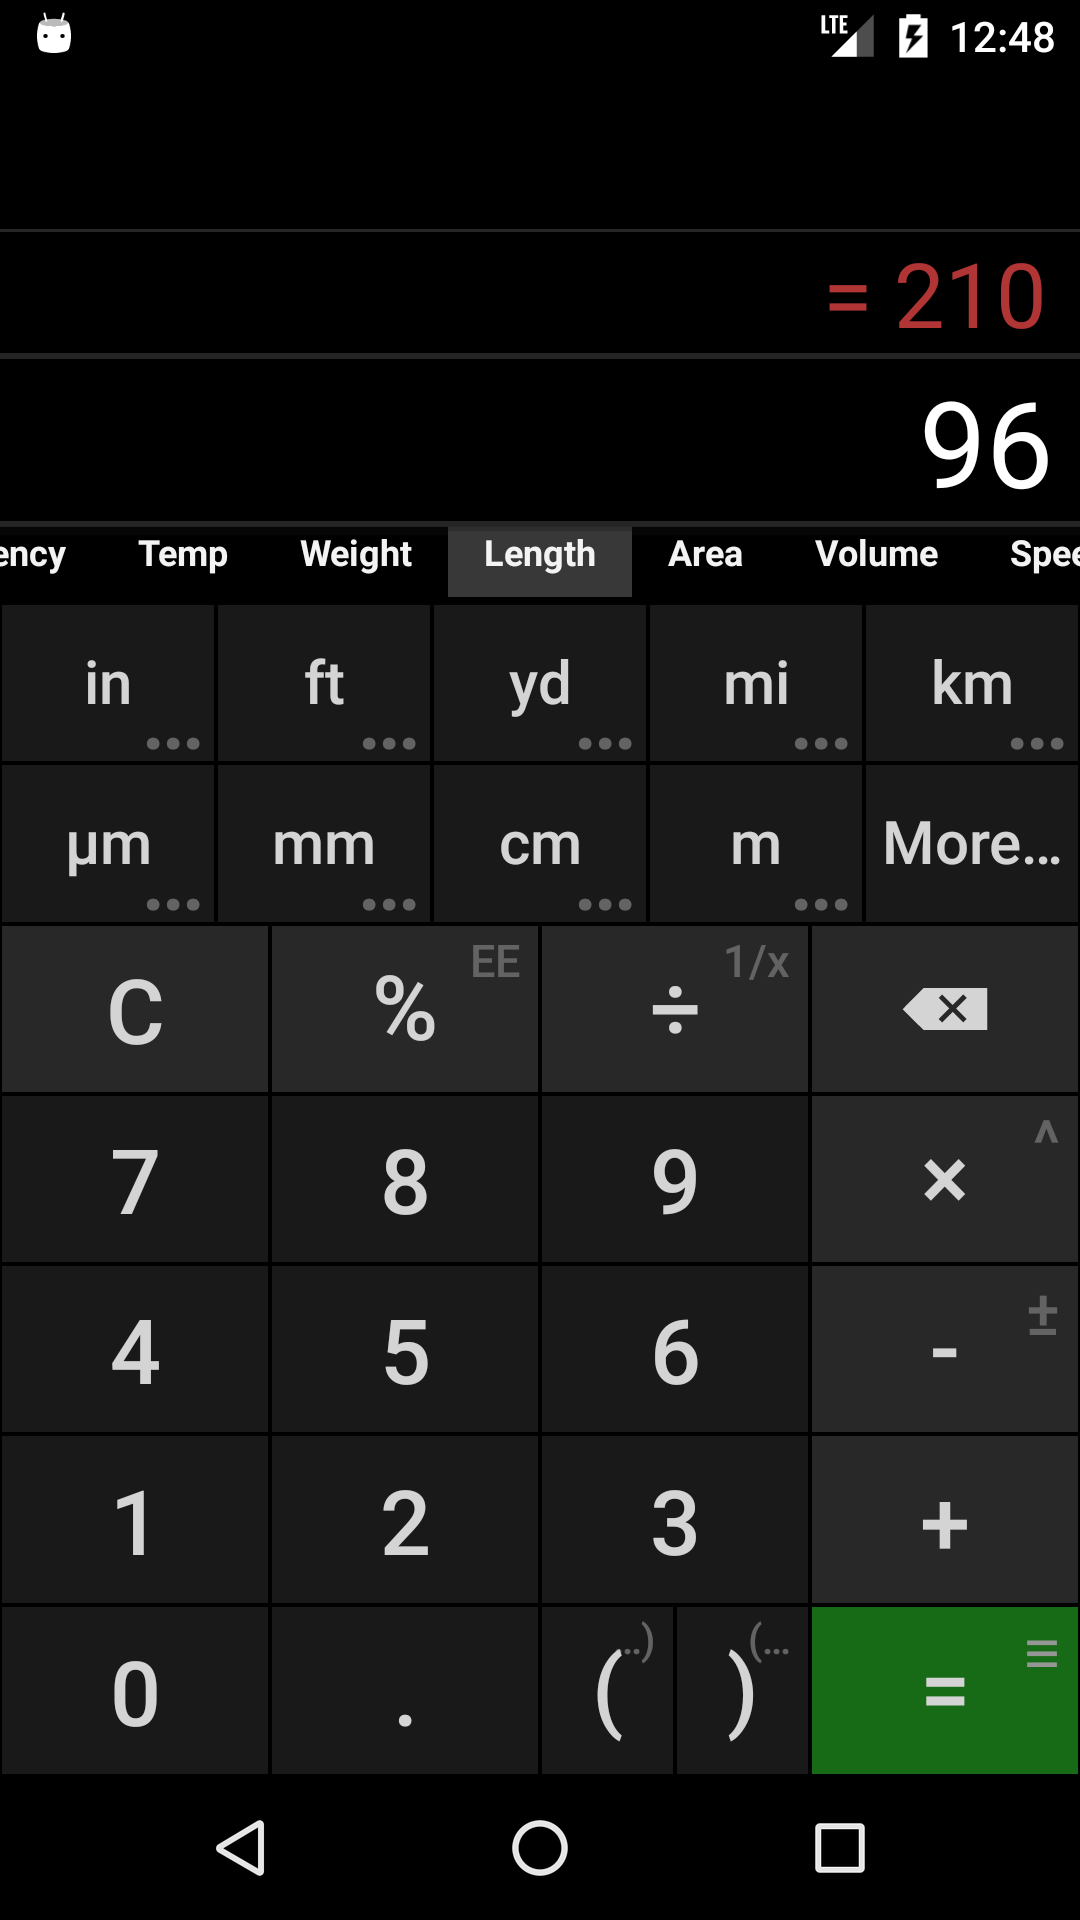 LTE 12:48
= 210
96
ency Temp Weight Length Area Volume Spee
in ft yd mi km
µm mm cm m More...
C % EE ÷ 1/x
7 8 9 × ^
4 5 6 - ±
1 2 3 +
0 . ( ..) ) (... =